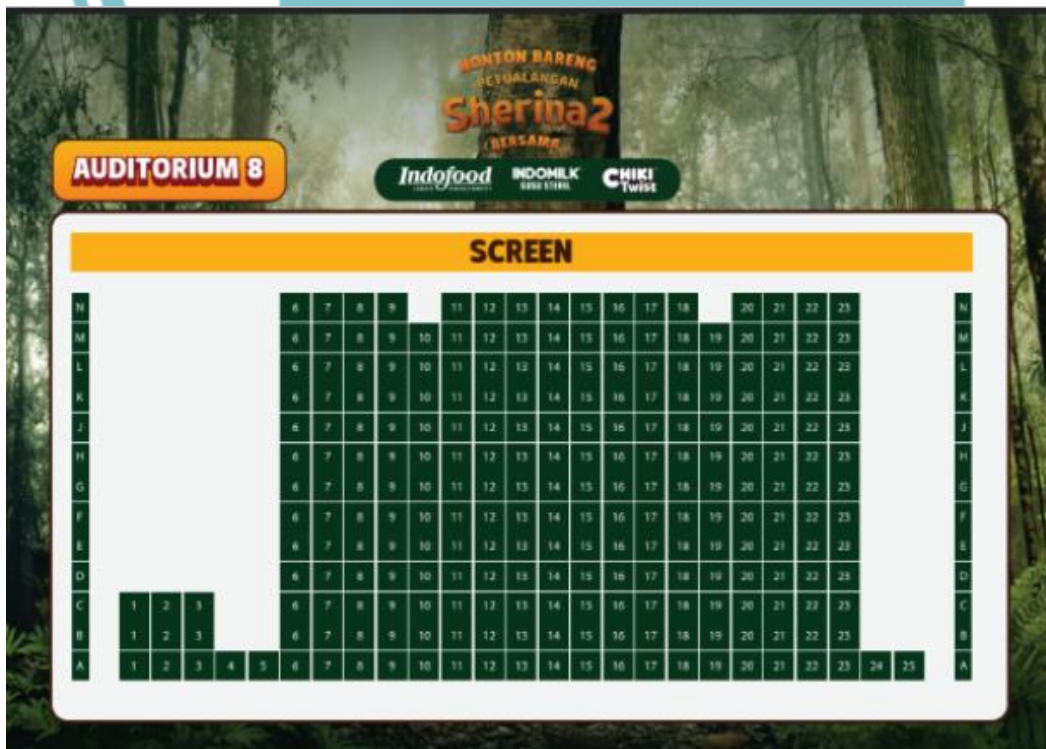 NONTON BARENG
PETUALANGAN
Sherina2
BERSAMA
AUDITORIUM 8
Indofood INDOMILK CHIKI
SUSU STERIL Twist
SCREEN
N 6 7 8 9 11 12 13 14 15 16 17 18 20 21 22 23 N
M 6 7 8 9 10 11 12 13 14 15 16 17 18 19 20 21 22 23 M
L 6 7 8 9 10 11 12 13 14 15 16 17 18 19 20 21 22 23 L
K 6 7 8 9 10 11 12 13 14 15 16 17 18 19 20 21 22 23 K
J 6 7 8 9 10 11 12 13 14 15 16 17 18 19 20 21 22 23 J
H 6 7 8 9 10 11 12 13 14 15 16 17 18 19 20 21 22 23 H
G 6 7 8 9 10 11 12 13 14 15 16 17 18 19 20 21 22 23 G
F 6 7 8 9 10 11 12 13 14 15 16 17 18 19 20 21 22 23 F
E 6 7 8 9 10 11 12 13 14 15 16 17 18 19 20 21 22 23 E
D 6 7 8 9 10 11 12 13 14 15 16 17 18 19 20 21 22 23 D
C 1 2 3 6 7 8 9 10 11 12 13 14 15 16 17 18 19 20 21 22 23 C
B 1 2 3 6 7 8 9 10 11 12 13 14 15 16 17 18 19 20 21 22 23 B
A 1 2 3 4 5 6 7 8 9 10 11 12 13 14 15 16 17 18 19 20 21 22 23 24 25 A